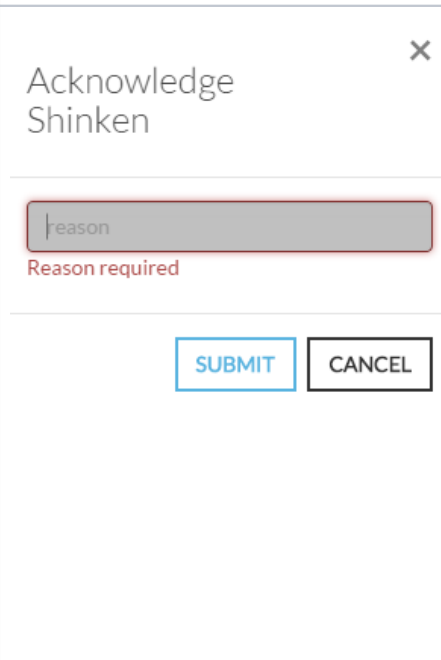 ×
Acknowledge
Shinken
reason
Reason required
SUBMIT CANCEL